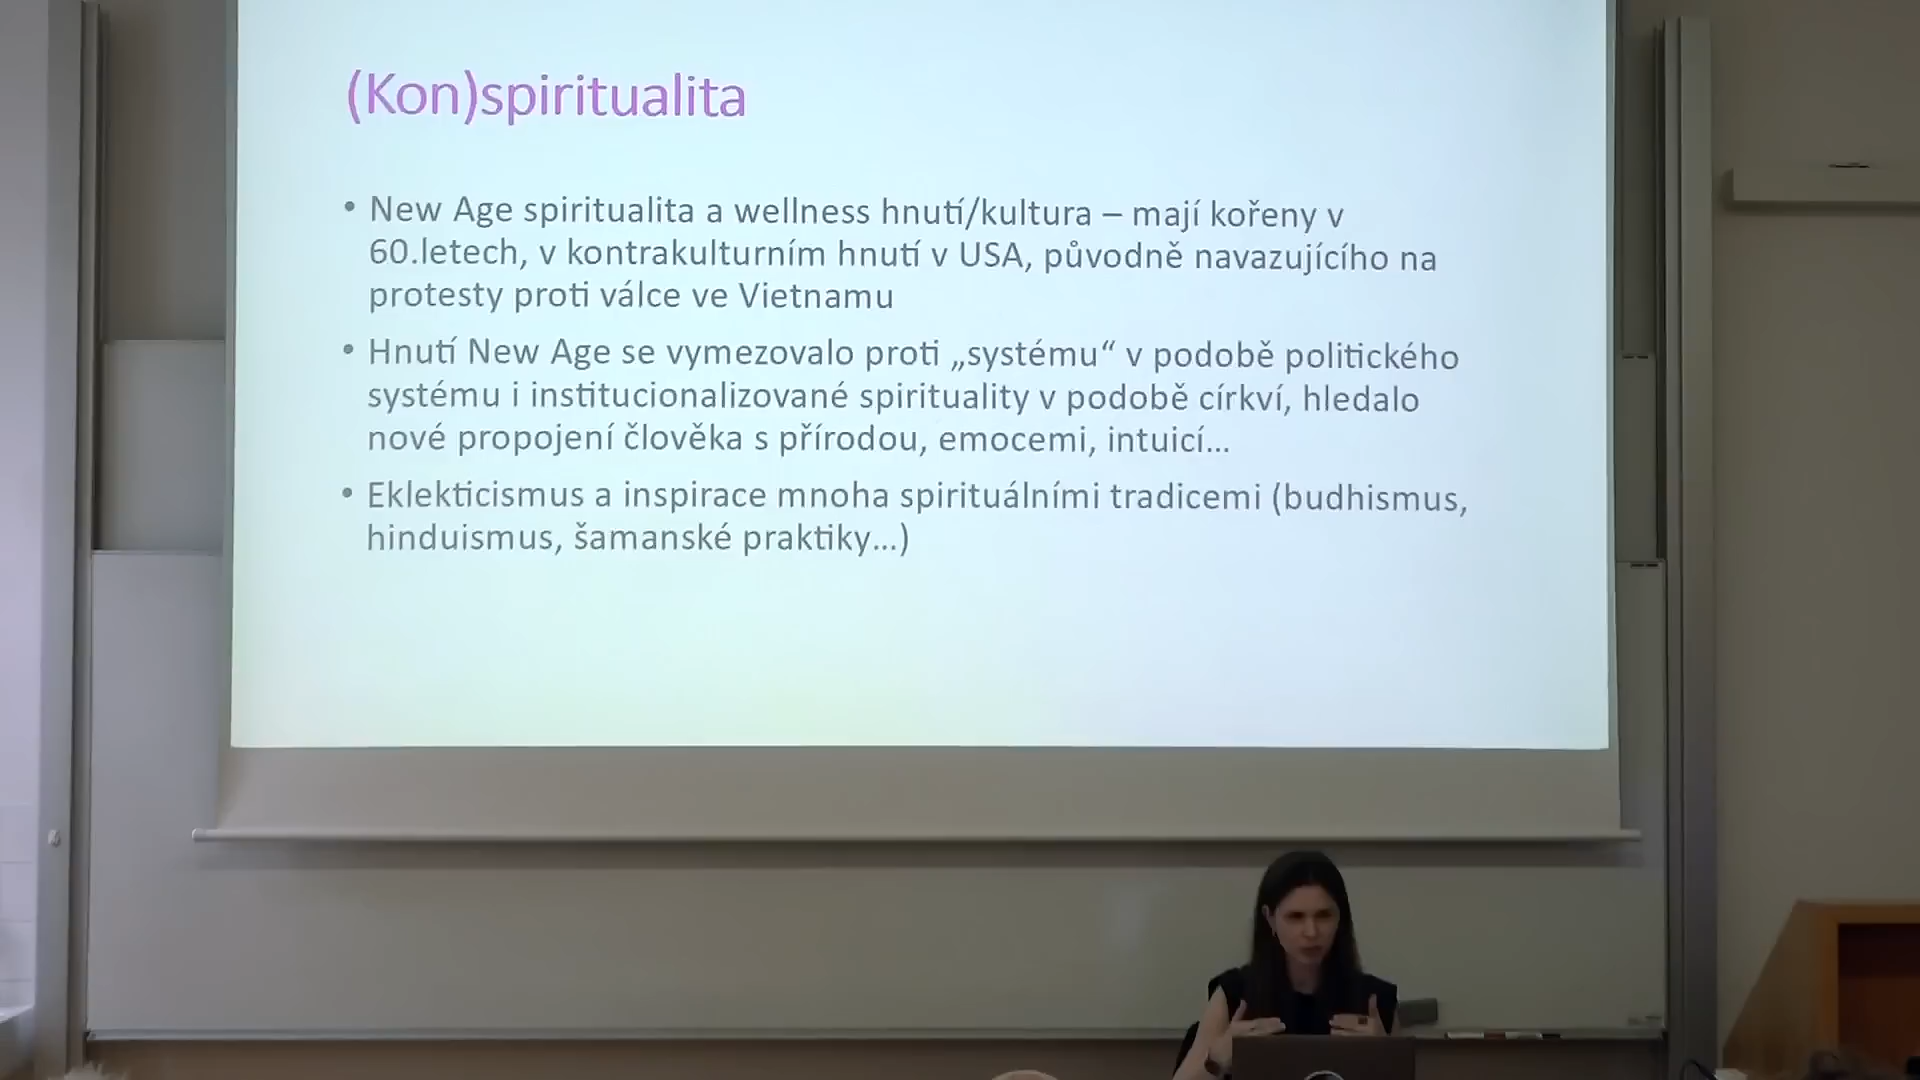 (Kon)spiritualita
• New Age spiritualita a wellness hnutí/kultura – mají kořeny v
60.letech, v kontrakulturním hnutí v USA, původně navazujícího na
protesty proti válce ve Vietnamu
• Hnutí New Age se vymezovalo proti „systému“ v podobě politického
systému i institucionalizované spirituality v podobě církví, hledalo
nové propojení člověka s přírodou, emocemi, intuicí...
• Eklekticismus a inspirace mnoha spirituálními tradicemi (budhismus,
hinduismus, šamanské praktiky...)